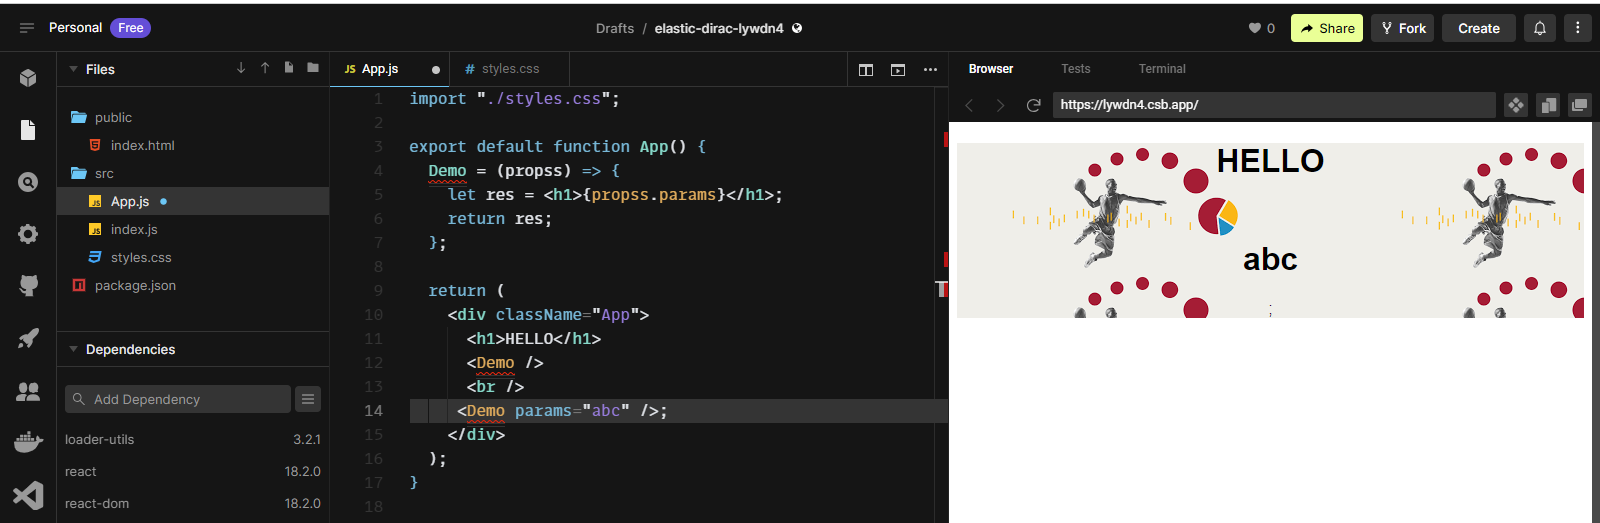 Personal Free
Drafts / elastic-dirac-lywdn4
0 Share Fork Create
Files
public
index.html
src
App.js
index.js
styles.css
package.json
Dependencies
Add Dependency
loader-utils 3.2.1
react 18.2.0
react-dom 18.2.0
JS App.js # styles.css
1 import "./styles.css";
2
3 export default function App() {
4 Demo = (propss) => {
5 let res = <h1>{propss.params}</h1>;
6 return res;
7 };
8
9 return (
10 <div className="App">
11 <h1>HELLO</h1>
12 <Demo />
13 <br />
14 <Demo params="abc" />;
15 </div>
16 );
17 }
18
Browser Tests Terminal
https://lywdn4.csb.app/
HELLO
abc
;